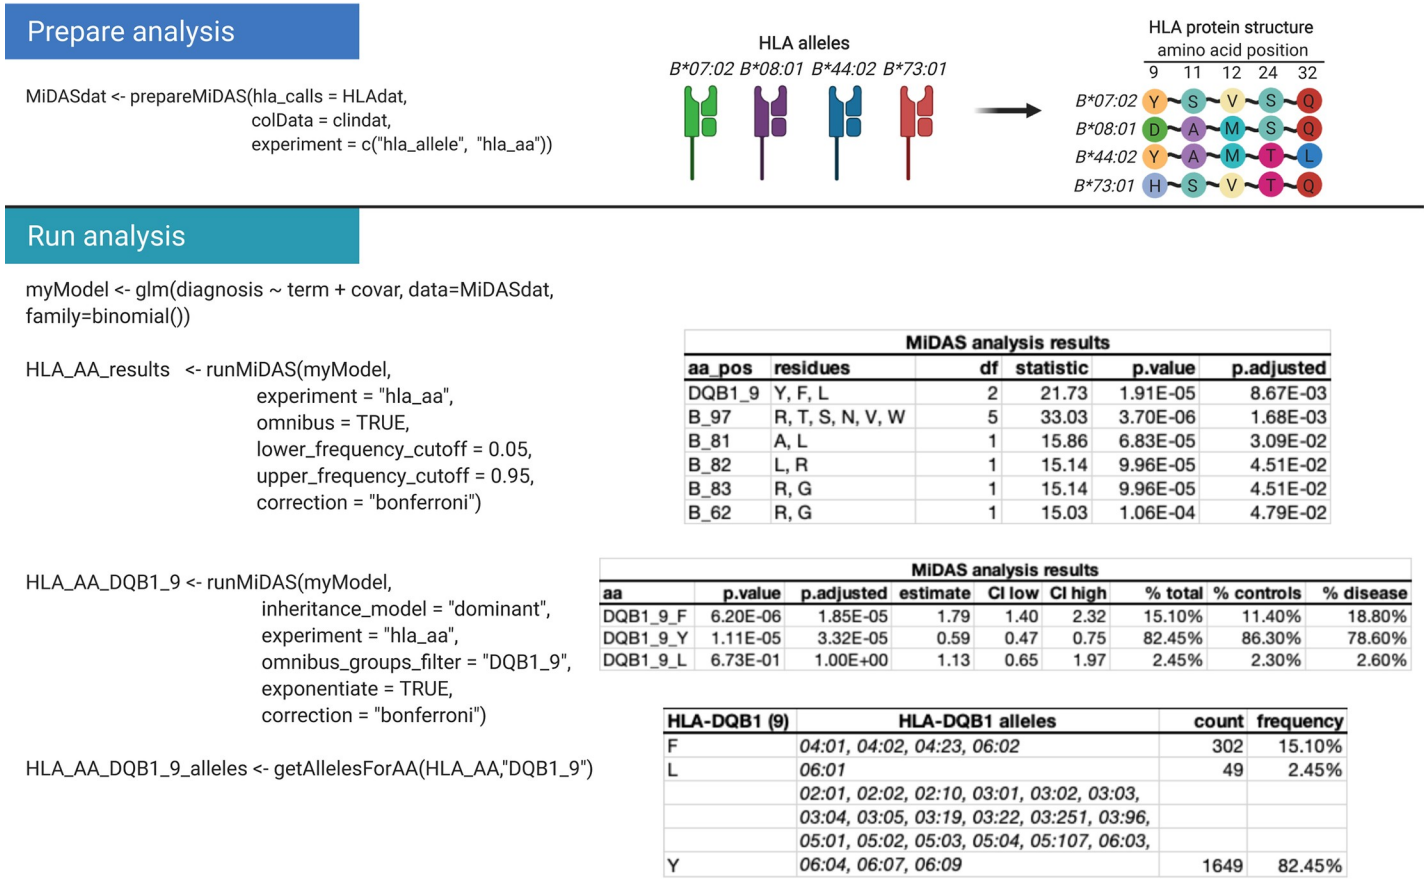 Prepare analysis
MiDASdat <- prepareMiDAS(hla_calls = HLAdat,
colData = clindat,
experiment = c("hla_allele", "hla_aa"))
HLA alleles
B*07:02 B*08:01 B*44:02 B*73:01
HLA protein structure
amino acid position
9 11 12 24 32
B*07:02 Y S V S Q
B*08:01 D A M S Q
B*44:02 Y A M T L
B*73:01 H S V T Q
Run analysis
myModel <- glm(diagnosis ~ term + covar, data=MiDASdat,
family=binomial())
HLA_AA_results <- runMiDAS(myModel,
experiment = "hla_aa",
omnibus = TRUE,
lower_frequency_cutoff = 0.05,
upper_frequency_cutoff = 0.95,
correction = "bonferroni")
MiDAS analysis results
aa_pos residues df statistic p.value p.adjusted
DQB1_9 Y, F, L 2 21.73 1.91E-05 8.67E-03
B_97 R, T, S, N, V, W 5 33.03 3.70E-06 1.68E-03
B_81 A, L 1 15.86 6.83E-05 3.09E-02
B_82 L, R 1 15.14 9.96E-05 4.51E-02
B_83 R, G 1 15.14 9.96E-05 4.51E-02
B_62 R, G 1 15.03 1.06E-04 4.79E-02
HLA_AA_DQB1_9 <- runMiDAS(myModel,
inheritance_model = "dominant",
experiment = "hla_aa",
omnibus_groups_filter = "DQB1_9",
exponentiate = TRUE,
correction = "bonferroni")
MiDAS analysis results
aa p.value p.adjusted estimate CI low CI high % total % controls % disease
DQB1_9_F 6.20E-06 1.85E-05 1.79 1.40 2.32 15.10% 11.40% 18.80%
DQB1_9_Y 1.11E-05 3.32E-05 0.59 0.47 0.75 82.45% 86.30% 78.60%
DQB1_9_L 6.73E-01 1.00E+00 1.13 0.65 1.97 2.45% 2.30% 2.60%
HLA_AA_DQB1_9_alleles <- getAllelesForAA(HLA_AA,"DQB1_9")
HLA-DQB1 (9) HLA-DQB1 alleles count frequency
F 04:01, 04:02, 04:23, 06:02 302 15.10%
L 06:01 49 2.45%
02:01, 02:02, 02:10, 03:01, 03:02, 03:03,
03:04, 03:05, 03:19, 03:22, 03:251, 03:96,
05:01, 05:02, 05:03, 05:04, 05:107, 06:03,
Y 06:04, 06:07, 06:09 1649 82.45%